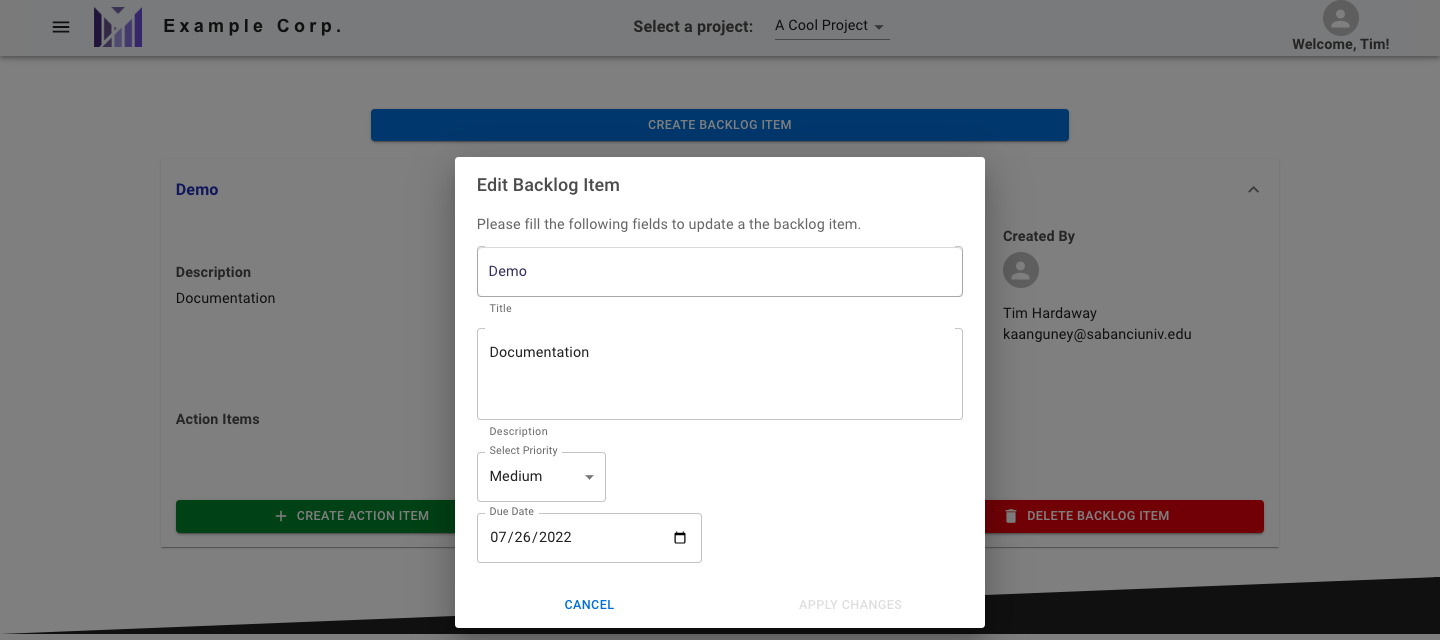 Example Corp.
Select a project: A Cool Project
Welcome, Tim!
CREATE BACKLOG ITEM
Demo
Description
Documentation
Action Items
CREATE ACTION ITEM
Edit Backlog Item
Please fill the following fields to update a the backlog item.
Demo
Title
Documentation
Description
Select Priority
Medium
Due Date
07/26/2022
CANCEL
APPLY CHANGES
Created By
Tim Hardaway
kaanguney@sabanciuniv.edu
DELETE BACKLOG ITEM